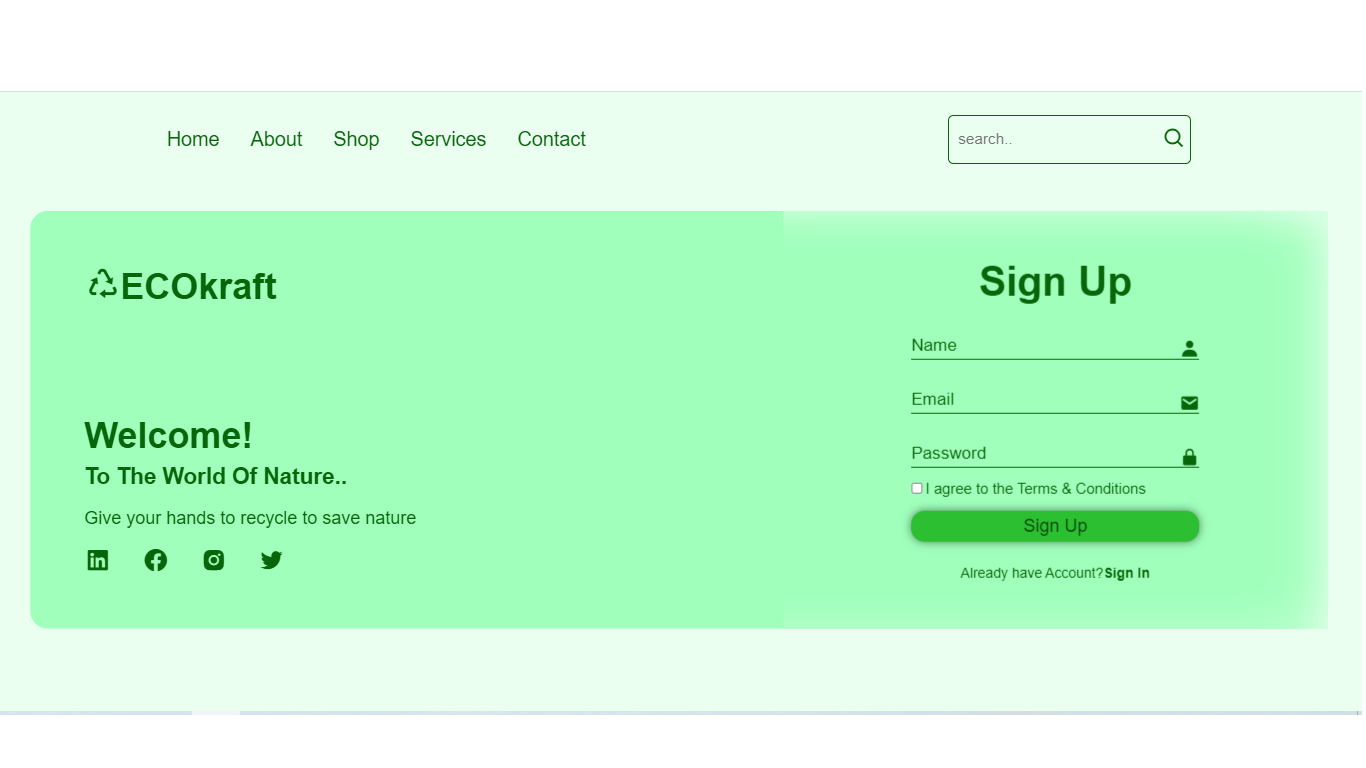 Home About Shop Services Contact
search..
ECOkraft
Welcome!
To The World Of Nature..
Give your hands to recycle to save nature
Sign Up
Name
Email
Password
I agree to the Terms & Conditions
Sign Up
Already have Account?Sign In